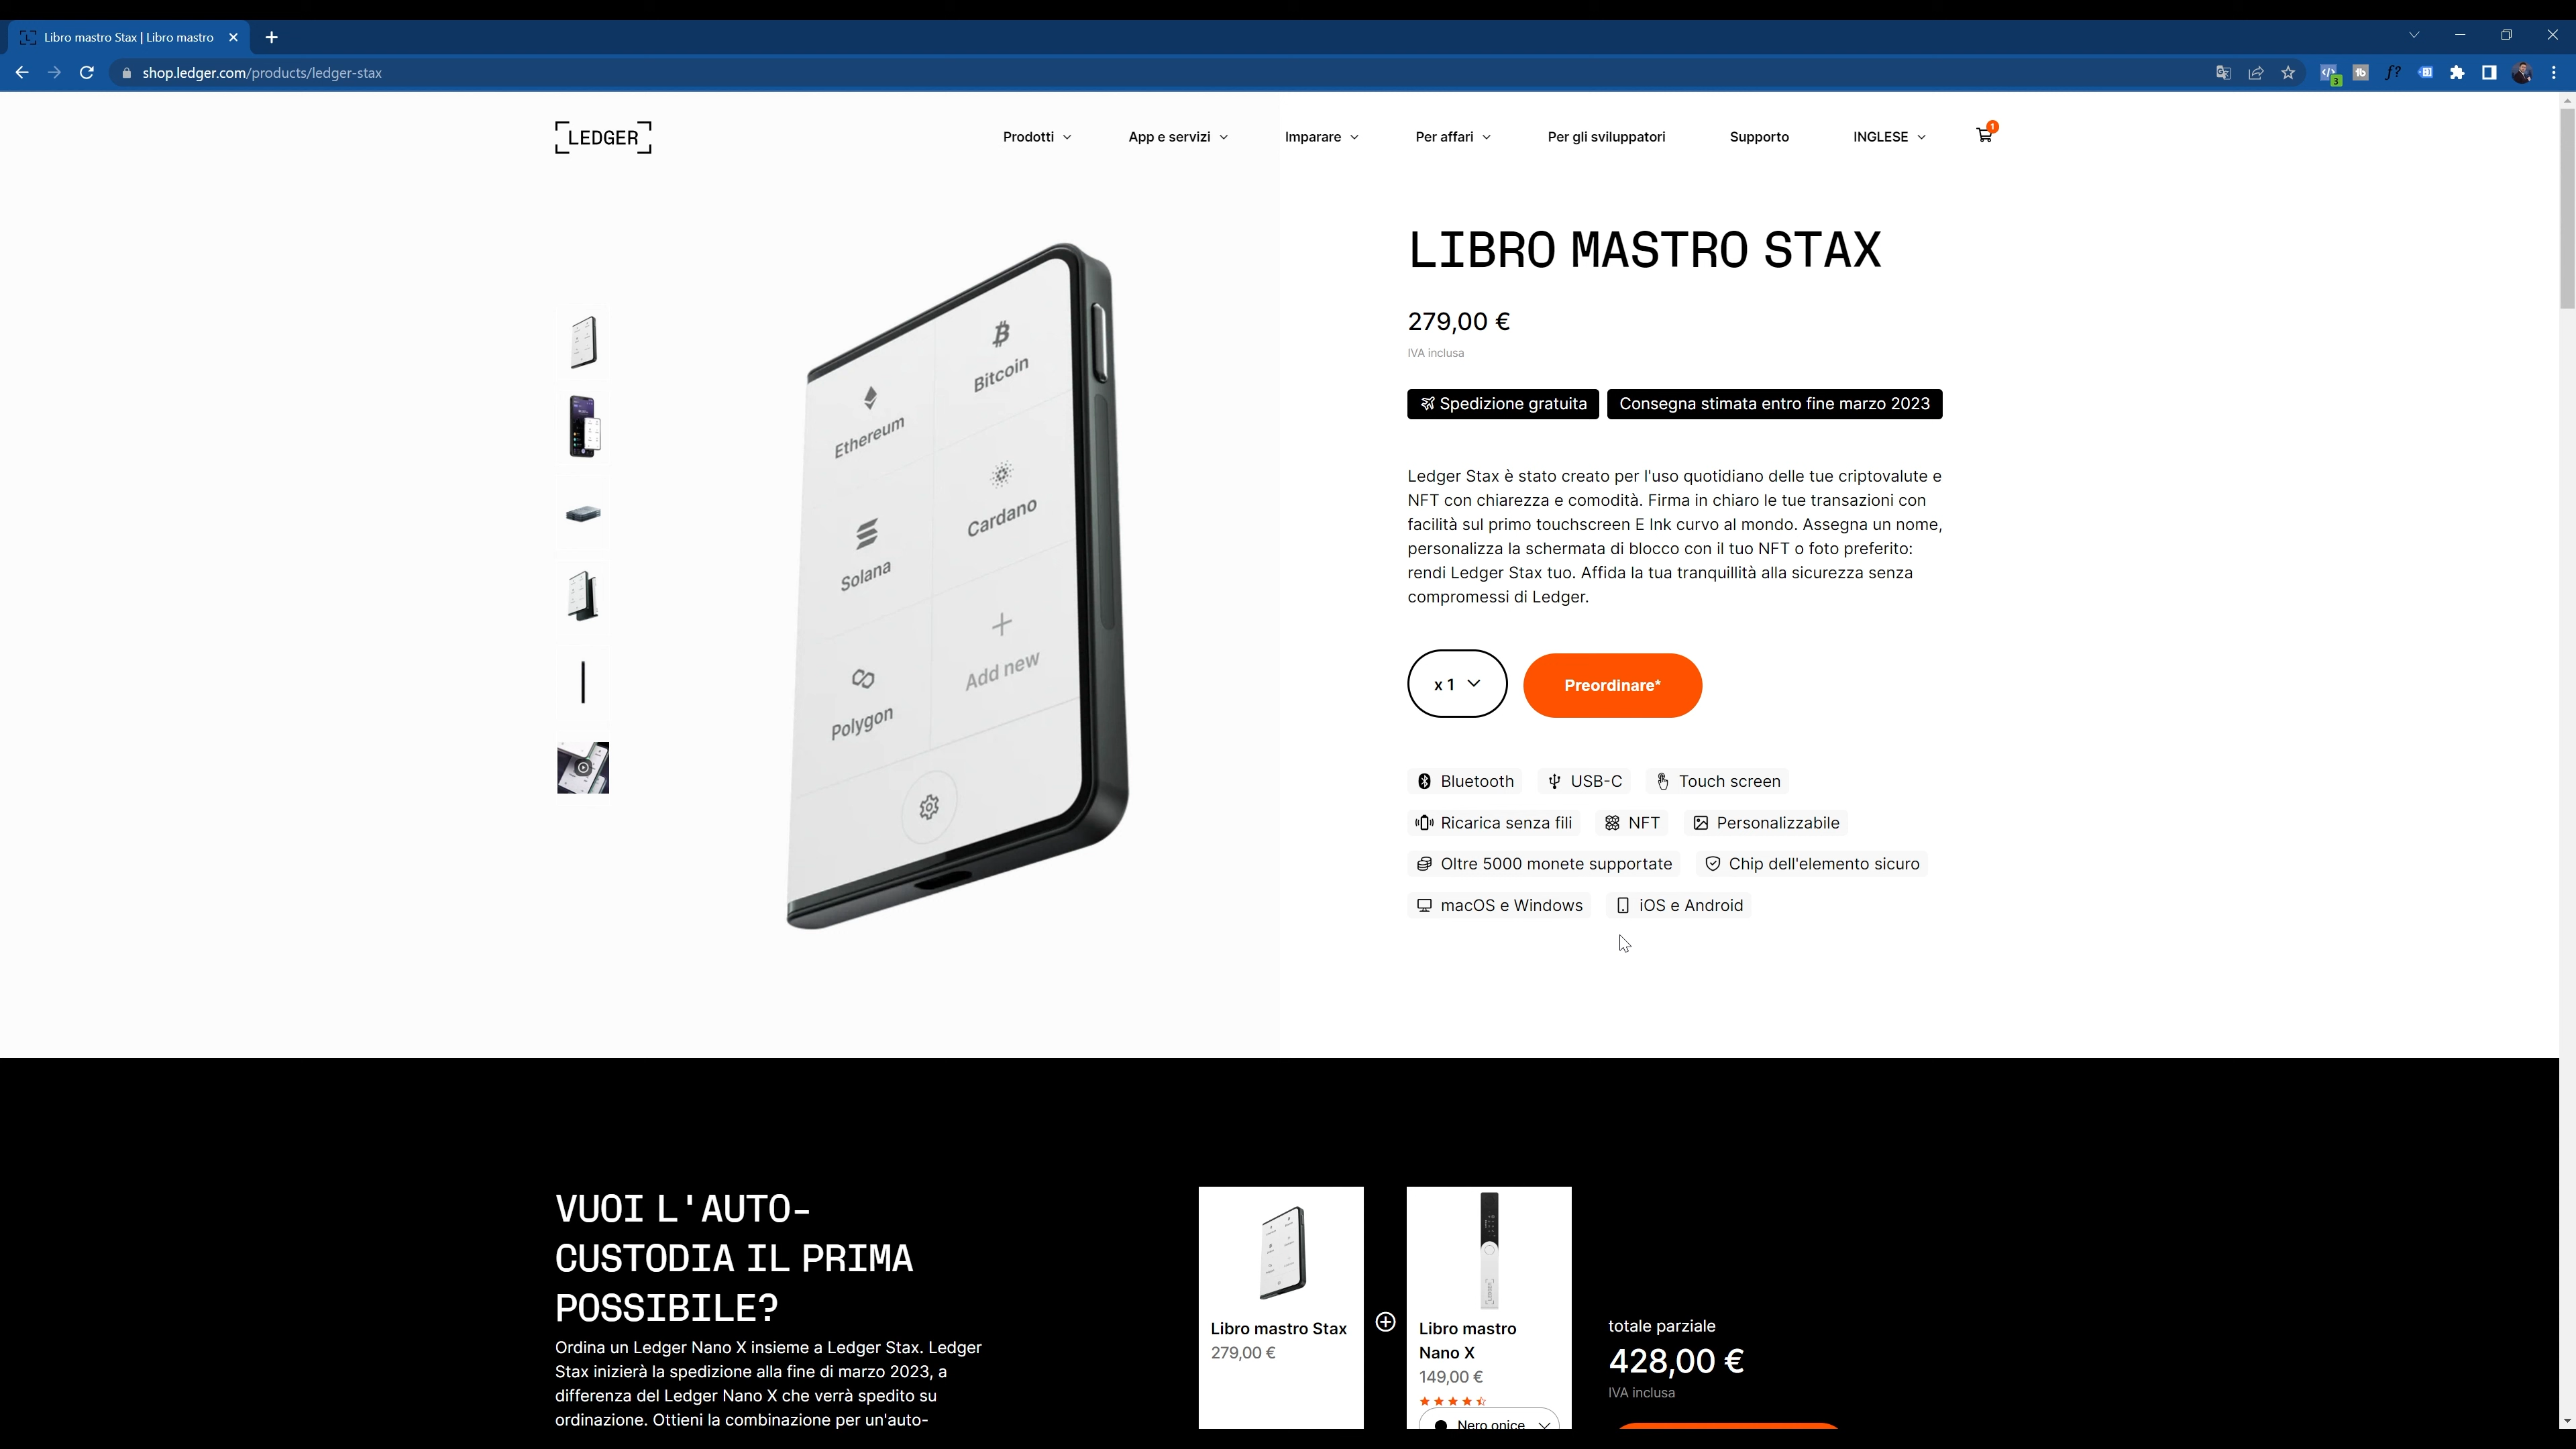 Libro mastro Stax | Libro mastro
shop.ledger.com/products/ledger-stax
3
LEDGER
Prodotti
App e servizi
Imparare
Per affari
Per gli sviluppatori
Supporto
INGLESE
1
Ethereum
Bitcoin
Solana
Cardano
Polygon
Add new
LIBRO MASTRO STAX
279,00 €
IVA inclusa
Spedizione gratuita
Consegna stimata entro fine marzo 2023
Ledger Stax è stato creato per l'uso quotidiano delle tue criptovalute e
NFT con chiarezza e comodità. Firma in chiaro le tue transazioni con
facilità sul primo touchscreen E Ink curvo al mondo. Assegna un nome,
personalizza la schermata di blocco con il tuo NFT o foto preferito:
rendi Ledger Stax tuo. Affida la tua tranquillità alla sicurezza senza
compromessi di Ledger.
x 1
Preordinare*
Bluetooth
USB-C
Touch screen
Ricarica senza fili
NFT
Personalizzabile
Oltre 5000 monete supportate
Chip dell'elemento sicuro
macOS e Windows
iOS e Android
VUOI L'AUTO-
CUSTODIA IL PRIMA
POSSIBILE?
Ordina un Ledger Nano X insieme a Ledger Stax. Ledger
Stax inizierà la spedizione alla fine di marzo 2023, a
differenza del Ledger Nano X che verrà spedito su
ordinazione. Ottieni la combinazione per un'auto-
Libro mastro Stax
279,00 €
Libro mastro
Nano X
149,00 €
Nero onice
totale parziale
428,00 €
IVA inclusa